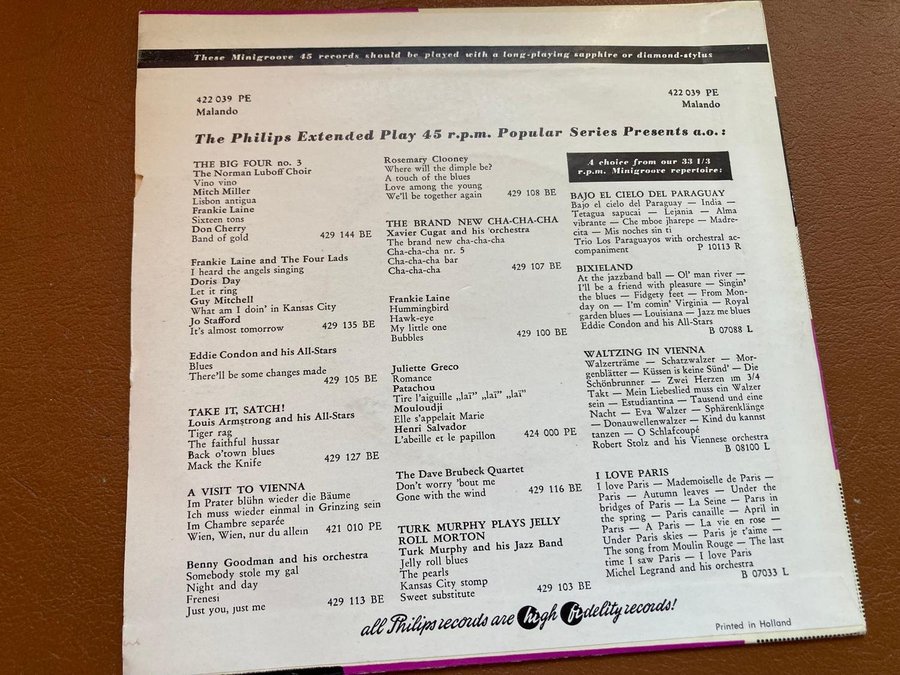 These Minigroove 45 records should be played with a long-playing sapphire or diamond-stylus
422 039 PE
Malando
422 039 PE
Malando
The Philips Extended Play 45 r.p.m. Popular Series Presents a.o.:
THE BIG FOUR no. 3
The Norman Luboff Choir
Vino vino
Mitch Miller
Lisbon antigua
Frankie Laine
Sixteen tons
Don Cherry
Band of gold 429 144 BE
Frankie Laine and The Four Lads
I heard the angels singing
Doris Day
Let it ring
Guy Mitchell
What am I doin' in Kansas City
Jo Stafford
It's almost tomorrow 429 135 BE
Eddie Condon and his All-Stars
Blues
There'll be some changes made
429 105 BE
TAKE IT, SATCH!
Louis Armstrong and his All-Stars
Tiger rag
The faithful hussar
Back o'town blues
Mack the Knife 429 127 BE
A VISIT TO VIENNA
Im Prater blühn wieder die Bäume
Ich muss wieder einmal in Grinzing sein
Im Chambre separée
Wien, Wien, nur du allein 421 010 PE
Benny Goodman and his orchestra
Somebody stole my gal
Night and day
Frenesi
Just you, just me 429 113 BE
Rosemary Clooney
Where will the dimple be?
A touch of the blues
Love among the young
We'll be together again 429 108 BE
THE BRAND NEW CHA-CHA-CHA
Xavier Cugat and his orchestra
The brand new cha-cha-cha
Cha-cha-cha nr. 5
Cha-cha-cha bar
Cha-cha-cha 429 107 BE
Frankie Laine
Hummingbird
Hawk-eye
My little one
Bubbles 429 100 BE
Juliette Greco
Romance
Patachou
Tire l'aiguille „laï" „laï" „laï"
Mouloudji
Elle s'appelait Marie
Henri Salvador
L'abeille et le papillon 424 000 PE
The Dave Brubeck Quartet
Don't worry 'bout me
Gone with the wind 429 116 BE
TURK MURPHY PLAYS JELLY
ROLL MORTON
Turk Murphy and his Jazz Band
Jelly roll blues
The pearls
Kansas City stomp
Sweet substitute 429 103 BE
A choice from our 33 1/3
r.p.m. Minigroove repertoire:
BAJO EL CIELO DEL PARAGUAY
Bajo el cielo del Paraguay — India —
Tetagua sapucai — Lejania — Alma
vibrante — Che mboe jharepe — Madre-
cita — Mis noches sin ti
Trio Los Paraguayos with orchestral ac-
companiment P 10113 R
BIXIELAND
At the jazzband ball — Ol' man river —
I'll be a friend with pleasure — Singin'
the blues — Fidgety feet — From Mon-
day on — I'm comin' Virginia — Royal
garden blues — Louisiana — Jazz me blues
Eddie Condon and his All-Stars
B 07088 L
WALTZING IN VIENNA
Walzerträume — Schatzwalzer — Mor-
genblätter — Küssen is keine Sünd' — Die
Schönbrunner — Zwei Herzen im 3/4
Takt — Mein Liebeslied muss ein Walzer
sein — Estudiantina — Tausend und eine
Nacht — Eva Walzer — Sphärenklänge
— Donauwellenwalzer — Kind du kannst
tanzen — O Schlafcoupé
Robert Stolz and his Viennese orchestra
B 08100 L
I LOVE PARIS
I love Paris — Mademoiselle de Paris —
Paris — Autumn leaves — Under the
bridges of Paris — La Seine — Paris in
the spring — Paris canaille — April in
Paris — A Paris — La vie en rose —
Under Paris skies — Paris je t'aime —
The song from Moulin Rouge — The last
time I saw Paris — I love Paris
Michel Legrand and his orchestra
B 07033 L
all Philips records are high fidelity records!
Printed in Holland